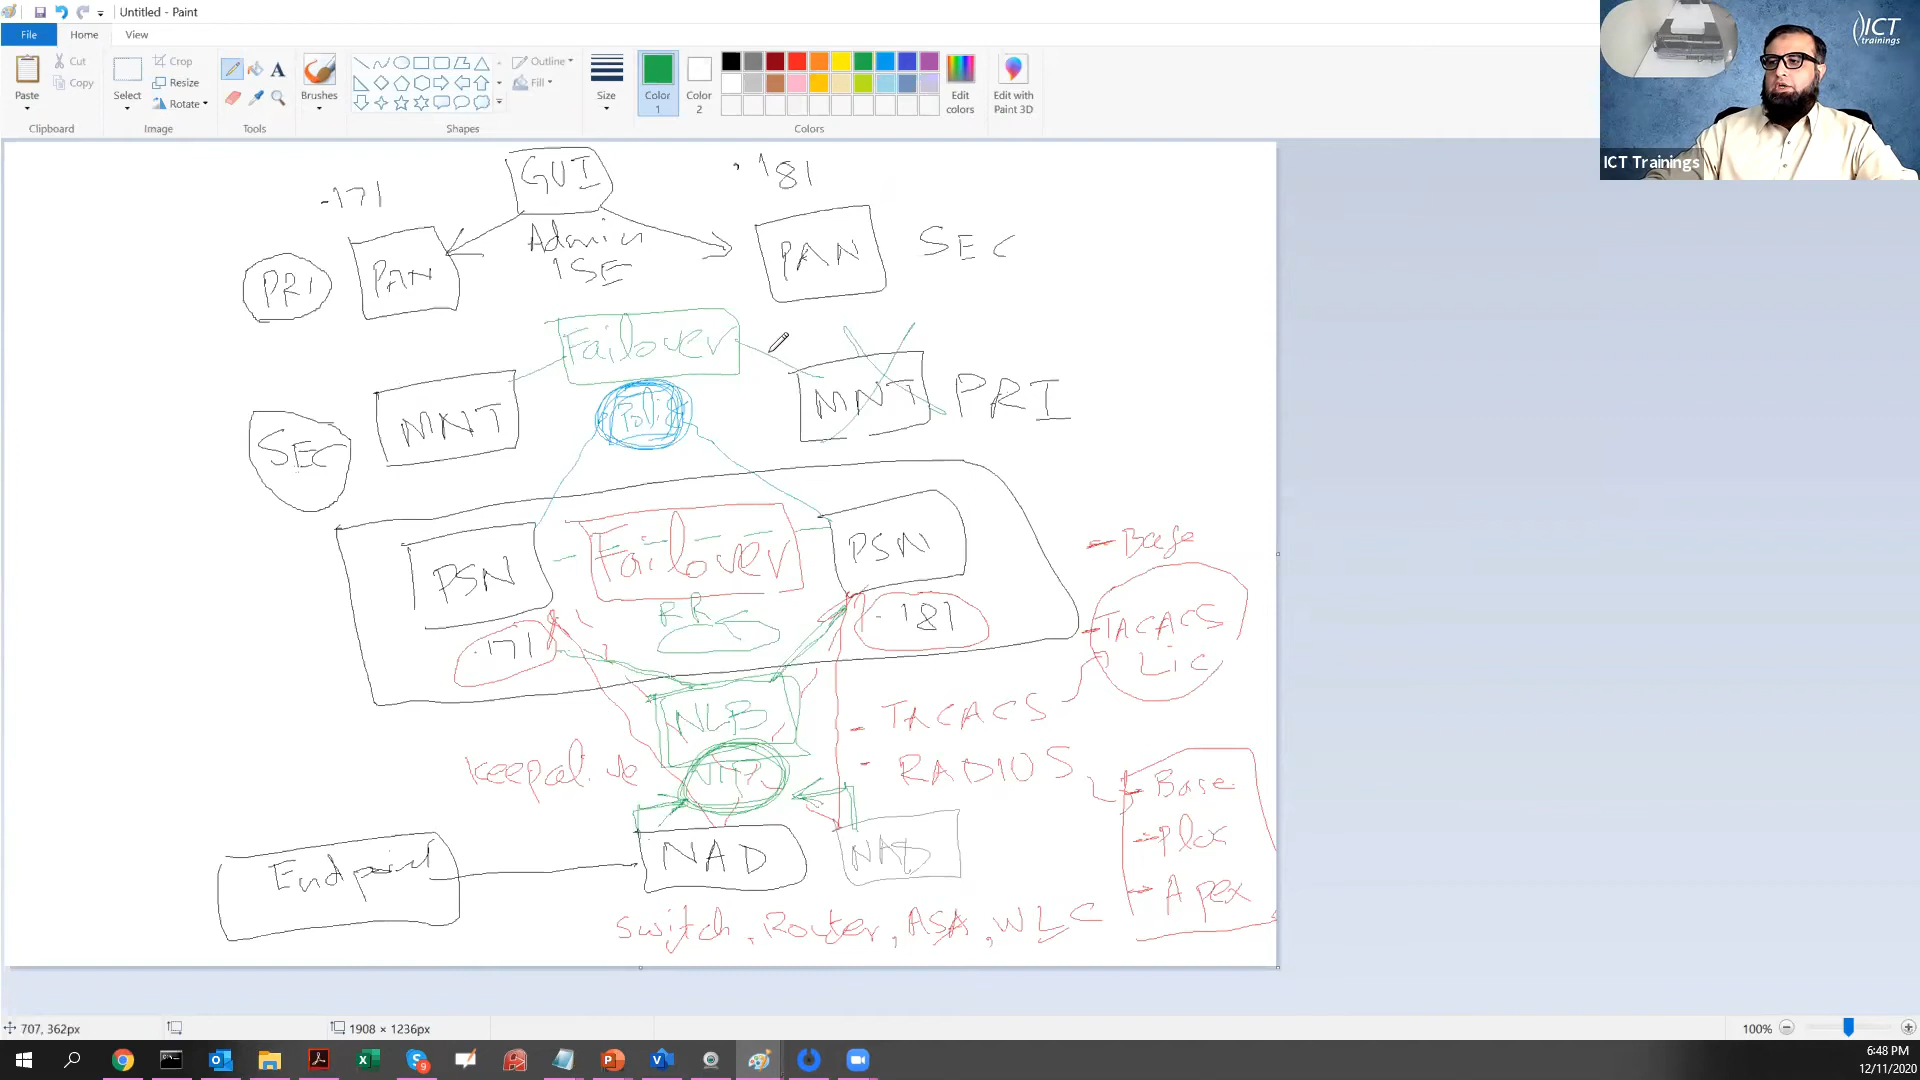 Untitled - Paint
File
Home
View
Paste
Cut
Copy
Clipboard
Select
Crop
Resize
Rotate
Image
Tools
Brushes
Shapes
Outline
Fill
Size
Color 1
Color 2
Colors
Edit colors
Edit with Paint 3D
ICT trainings
ICT Trainings
-171
GUI
.181
Admin
ISE
PRI
PAN
PAN
SEC
Failover
SEC
MNT
MNT
PRI
PSN
Failover
PSN
- Base
.171
RR
.181
- TACACS
Lic
NLB
- TACACS
- RADIUS
- Base
- Plus
- Apex
Endpoint
NAD
NAD
Switch, Router, ASA, WLC
707, 362px
1908 × 1236px
100%
9
6:48 PM
12/11/2020